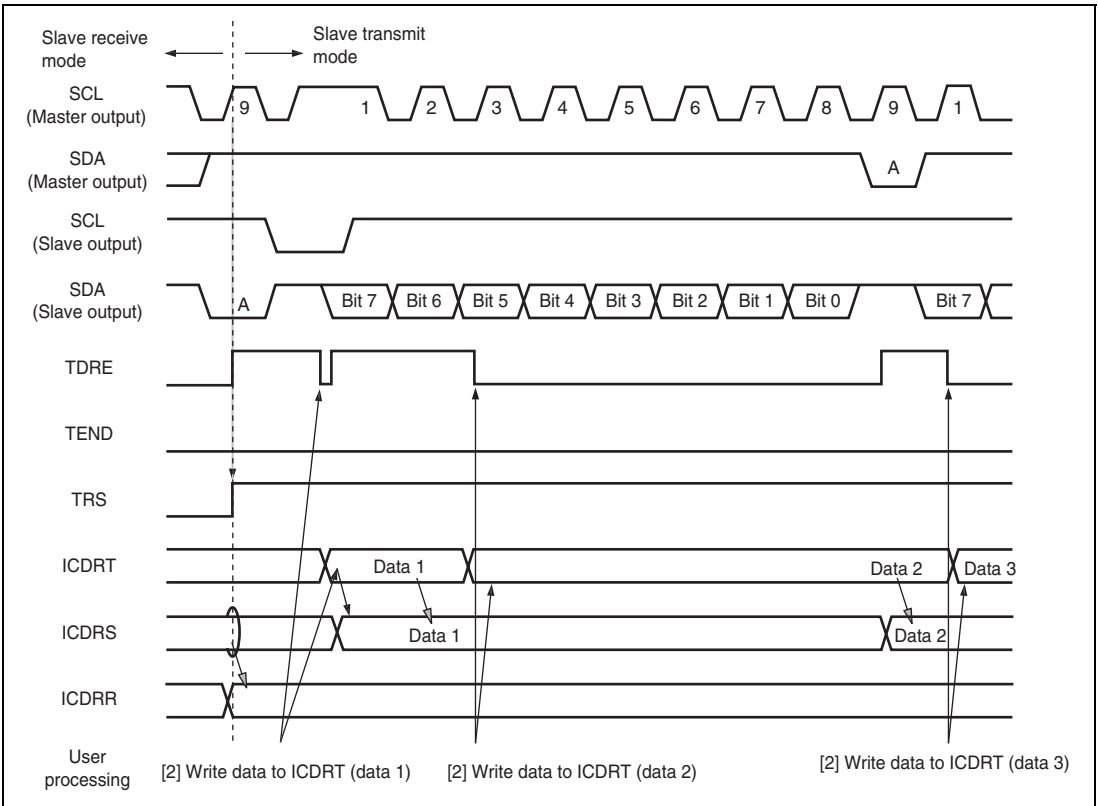 Slave receive
mode
Slave transmit
mode
SCL
(Master output)
9 1 2 3 4 5 6 7 8 9 1
SDA
(Master output)
A
SCL
(Slave output)
SDA
(Slave output)
A Bit 7 Bit 6 Bit 5 Bit 4 Bit 3 Bit 2 Bit 1 Bit 0 Bit 7
TDRE
TEND
TRS
ICDRT
Data 1 Data 2 Data 3
ICDRS
Data 1 Data 2
ICDRR
User
processing
[2] Write data to ICDRT (data 1) [2] Write data to ICDRT (data 2) [2] Write data to ICDRT (data 3)